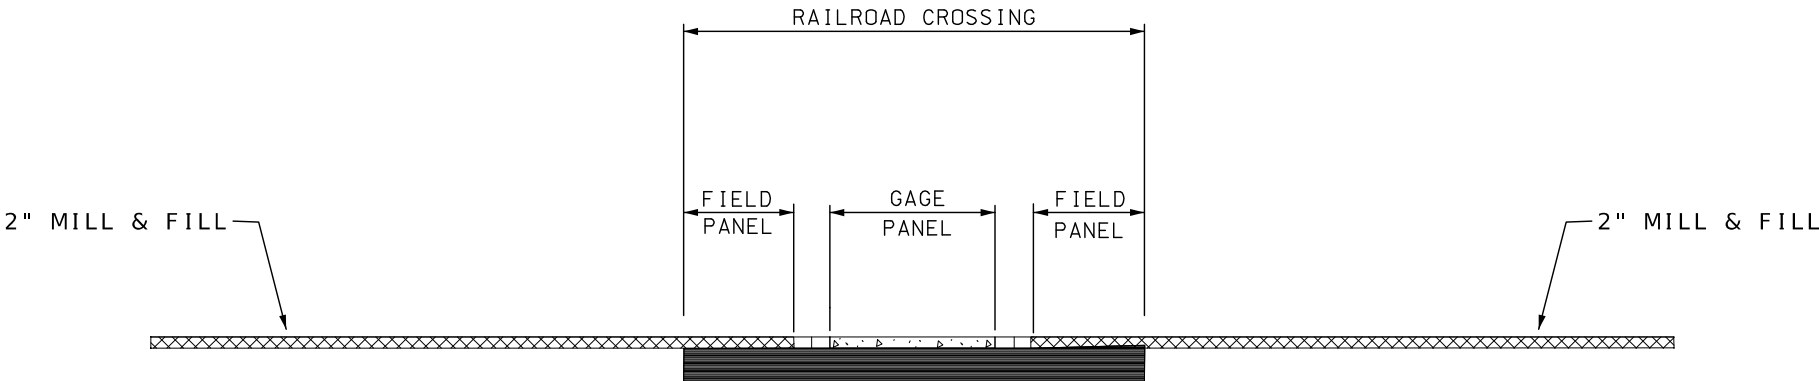 RAILROAD CROSSING
FIELD
PANEL
GAGE
PANEL
FIELD
PANEL
2" MILL & FILL
2" MILL & FILL